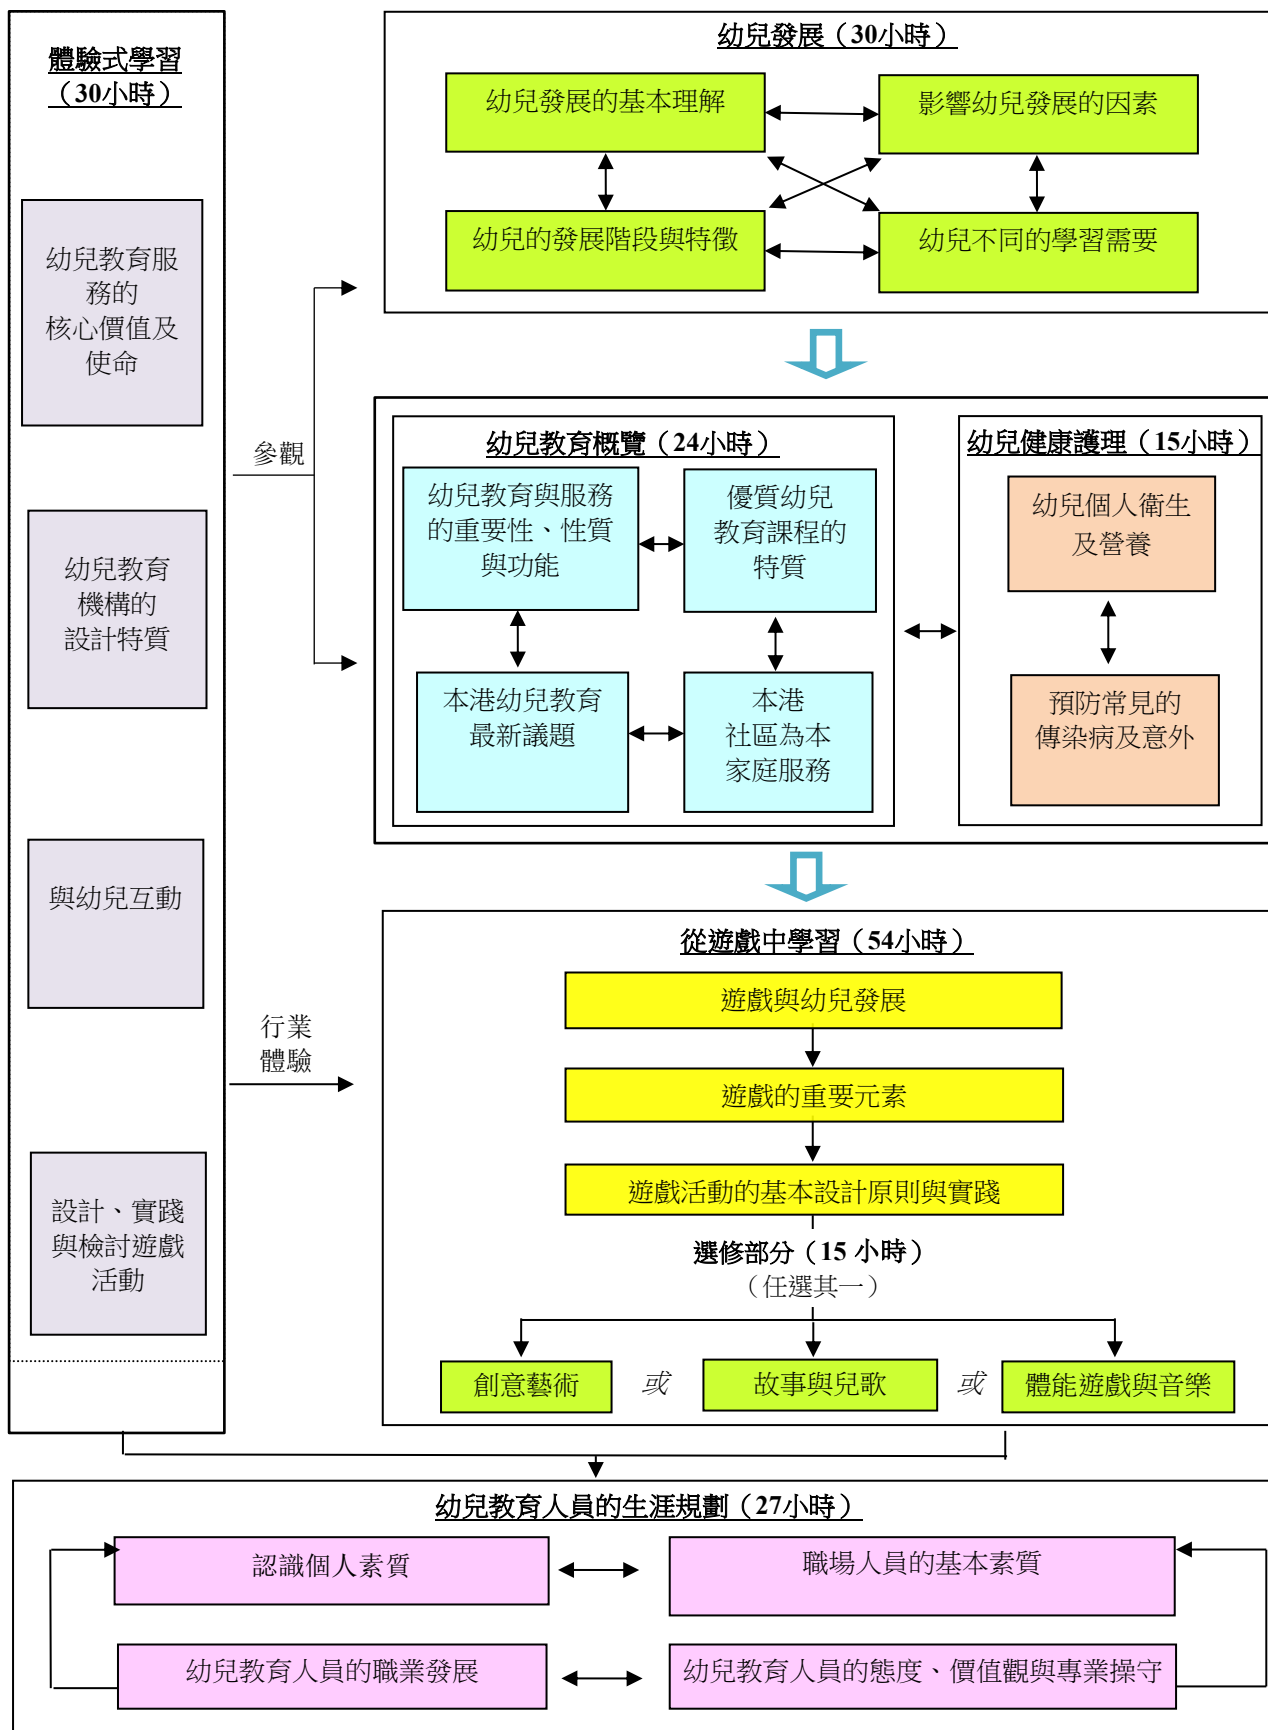 體驗式學習
（30小時）
幼兒教育服
務的
核心價值及
使命
幼兒教育
機構的
設計特質
與幼兒互動
設計、實踐
與檢討遊戲
活動
參觀
行業
體驗
幼兒發展（30小時）
幼兒發展的基本理解
影響幼兒發展的因素
幼兒的發展階段與特徵
幼兒不同的學習需要
幼兒教育概覽（24小時）
幼兒教育與服務
的重要性、性質
與功能
優質幼兒
教育課程的
特質
本港幼兒教育
最新議題
本港
社區為本
家庭服務
幼兒健康護理（15小時）
幼兒個人衛生
及營養
預防常見的
傳染病及意外
從遊戲中學習（54小時）
遊戲與幼兒發展
遊戲的重要元素
遊戲活動的基本設計原則與實踐
選修部分（15 小時）
（任選其一）
創意藝術
或
故事與兒歌
或
體能遊戲與音樂
幼兒教育人員的生涯規劃（27小時）
認識個人素質
職場人員的基本素質
幼兒教育人員的職業發展
幼兒教育人員的態度、價值觀與專業操守